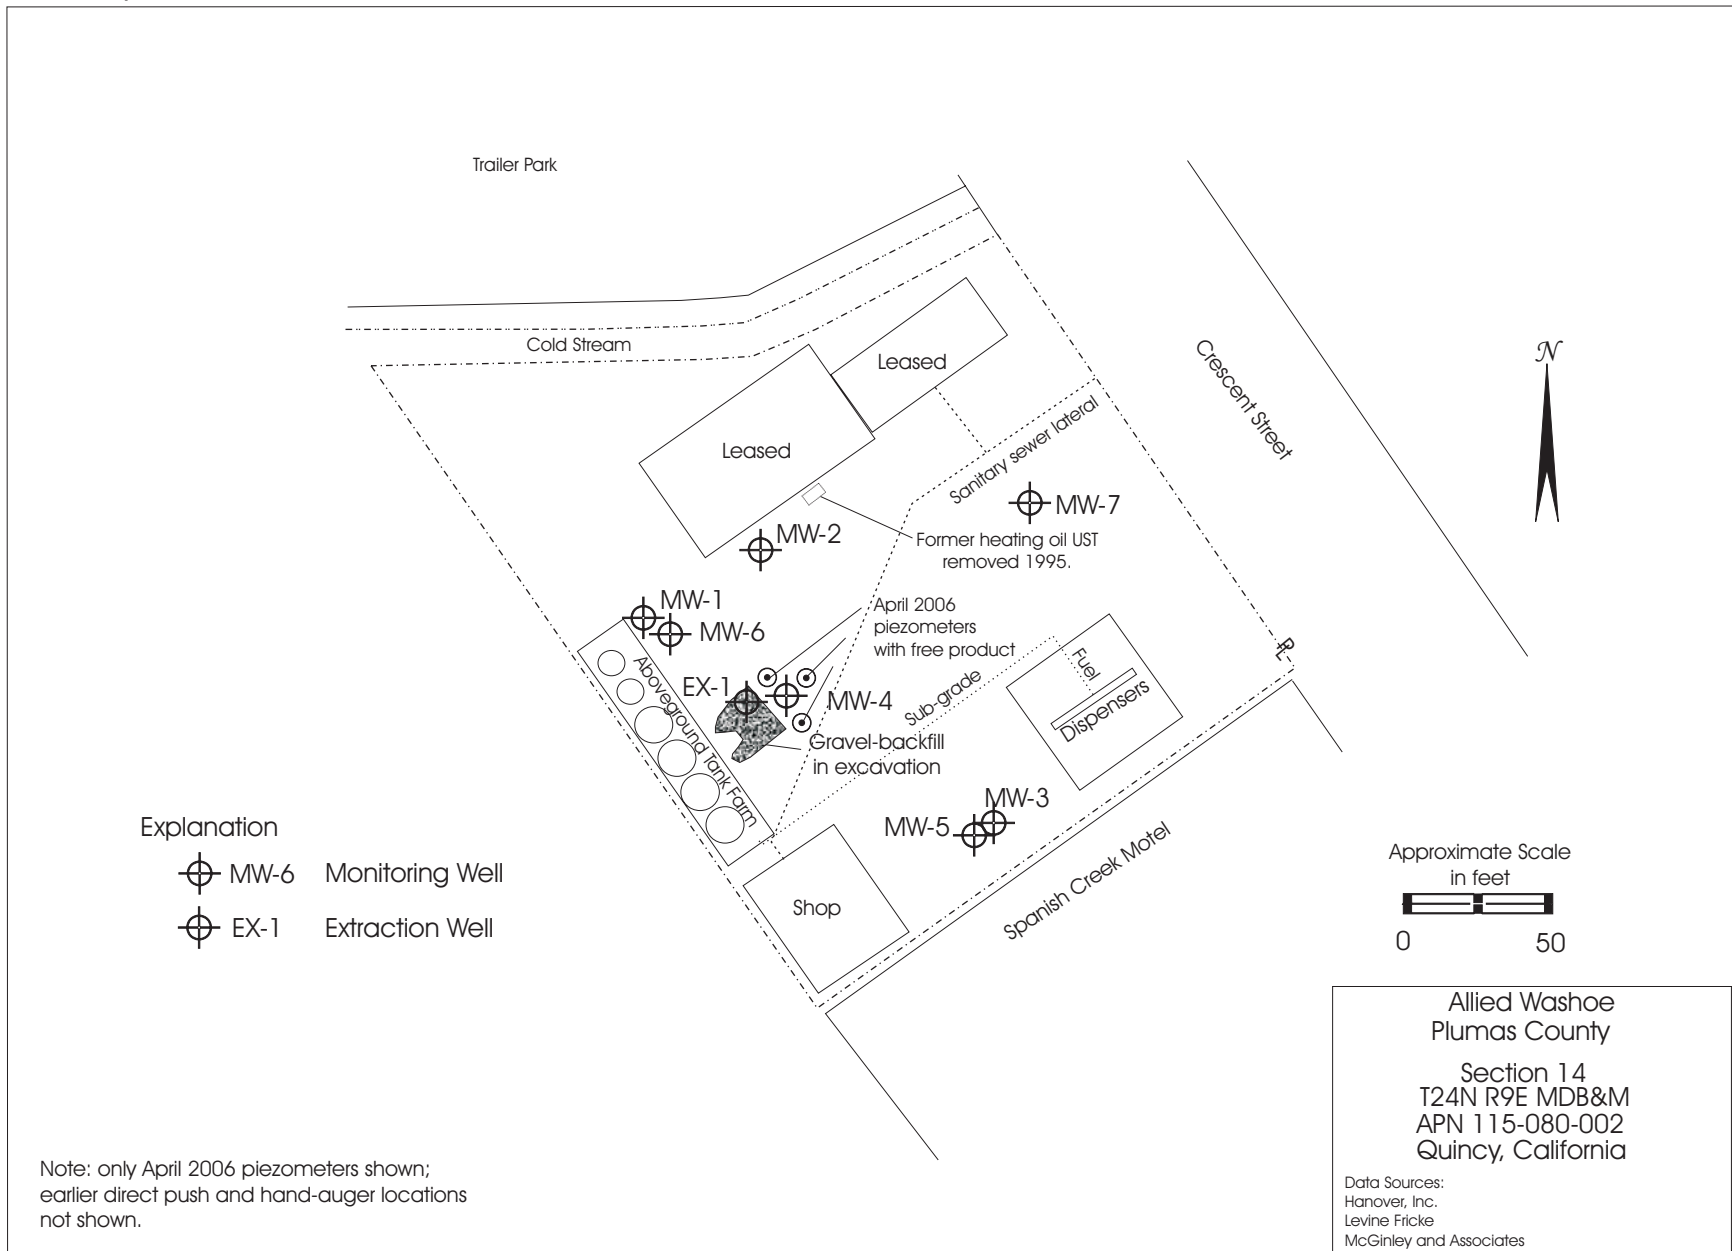 Trailer Park
N
Cold Stream
Leased
Crescent Street
Leased
Sanitary sewer lateral
MW-7
MW-2
Former heating oil UST
removed 1995.
MW-1
MW-6
April 2006
piezometers
with free product
PL
Aboveground Tank Farm
EX-1
MW-4
Sub-grade
Fuel
Dispensers
Gravel-backfill
in excavation
MW-3
MW-5
Spanish Creek Motel
Shop
Explanation
MW-6 Monitoring Well
EX-1 Extraction Well
Approximate Scale
in feet
0 50
Allied Washoe
Plumas County
Section 14
T24N R9E MDB&M
APN 115-080-002
Quincy, California
Data Sources:
Hanover, Inc.
Levine Fricke
McGinley and Associates
Note: only April 2006 piezometers shown;
earlier direct push and hand-auger locations
not shown.